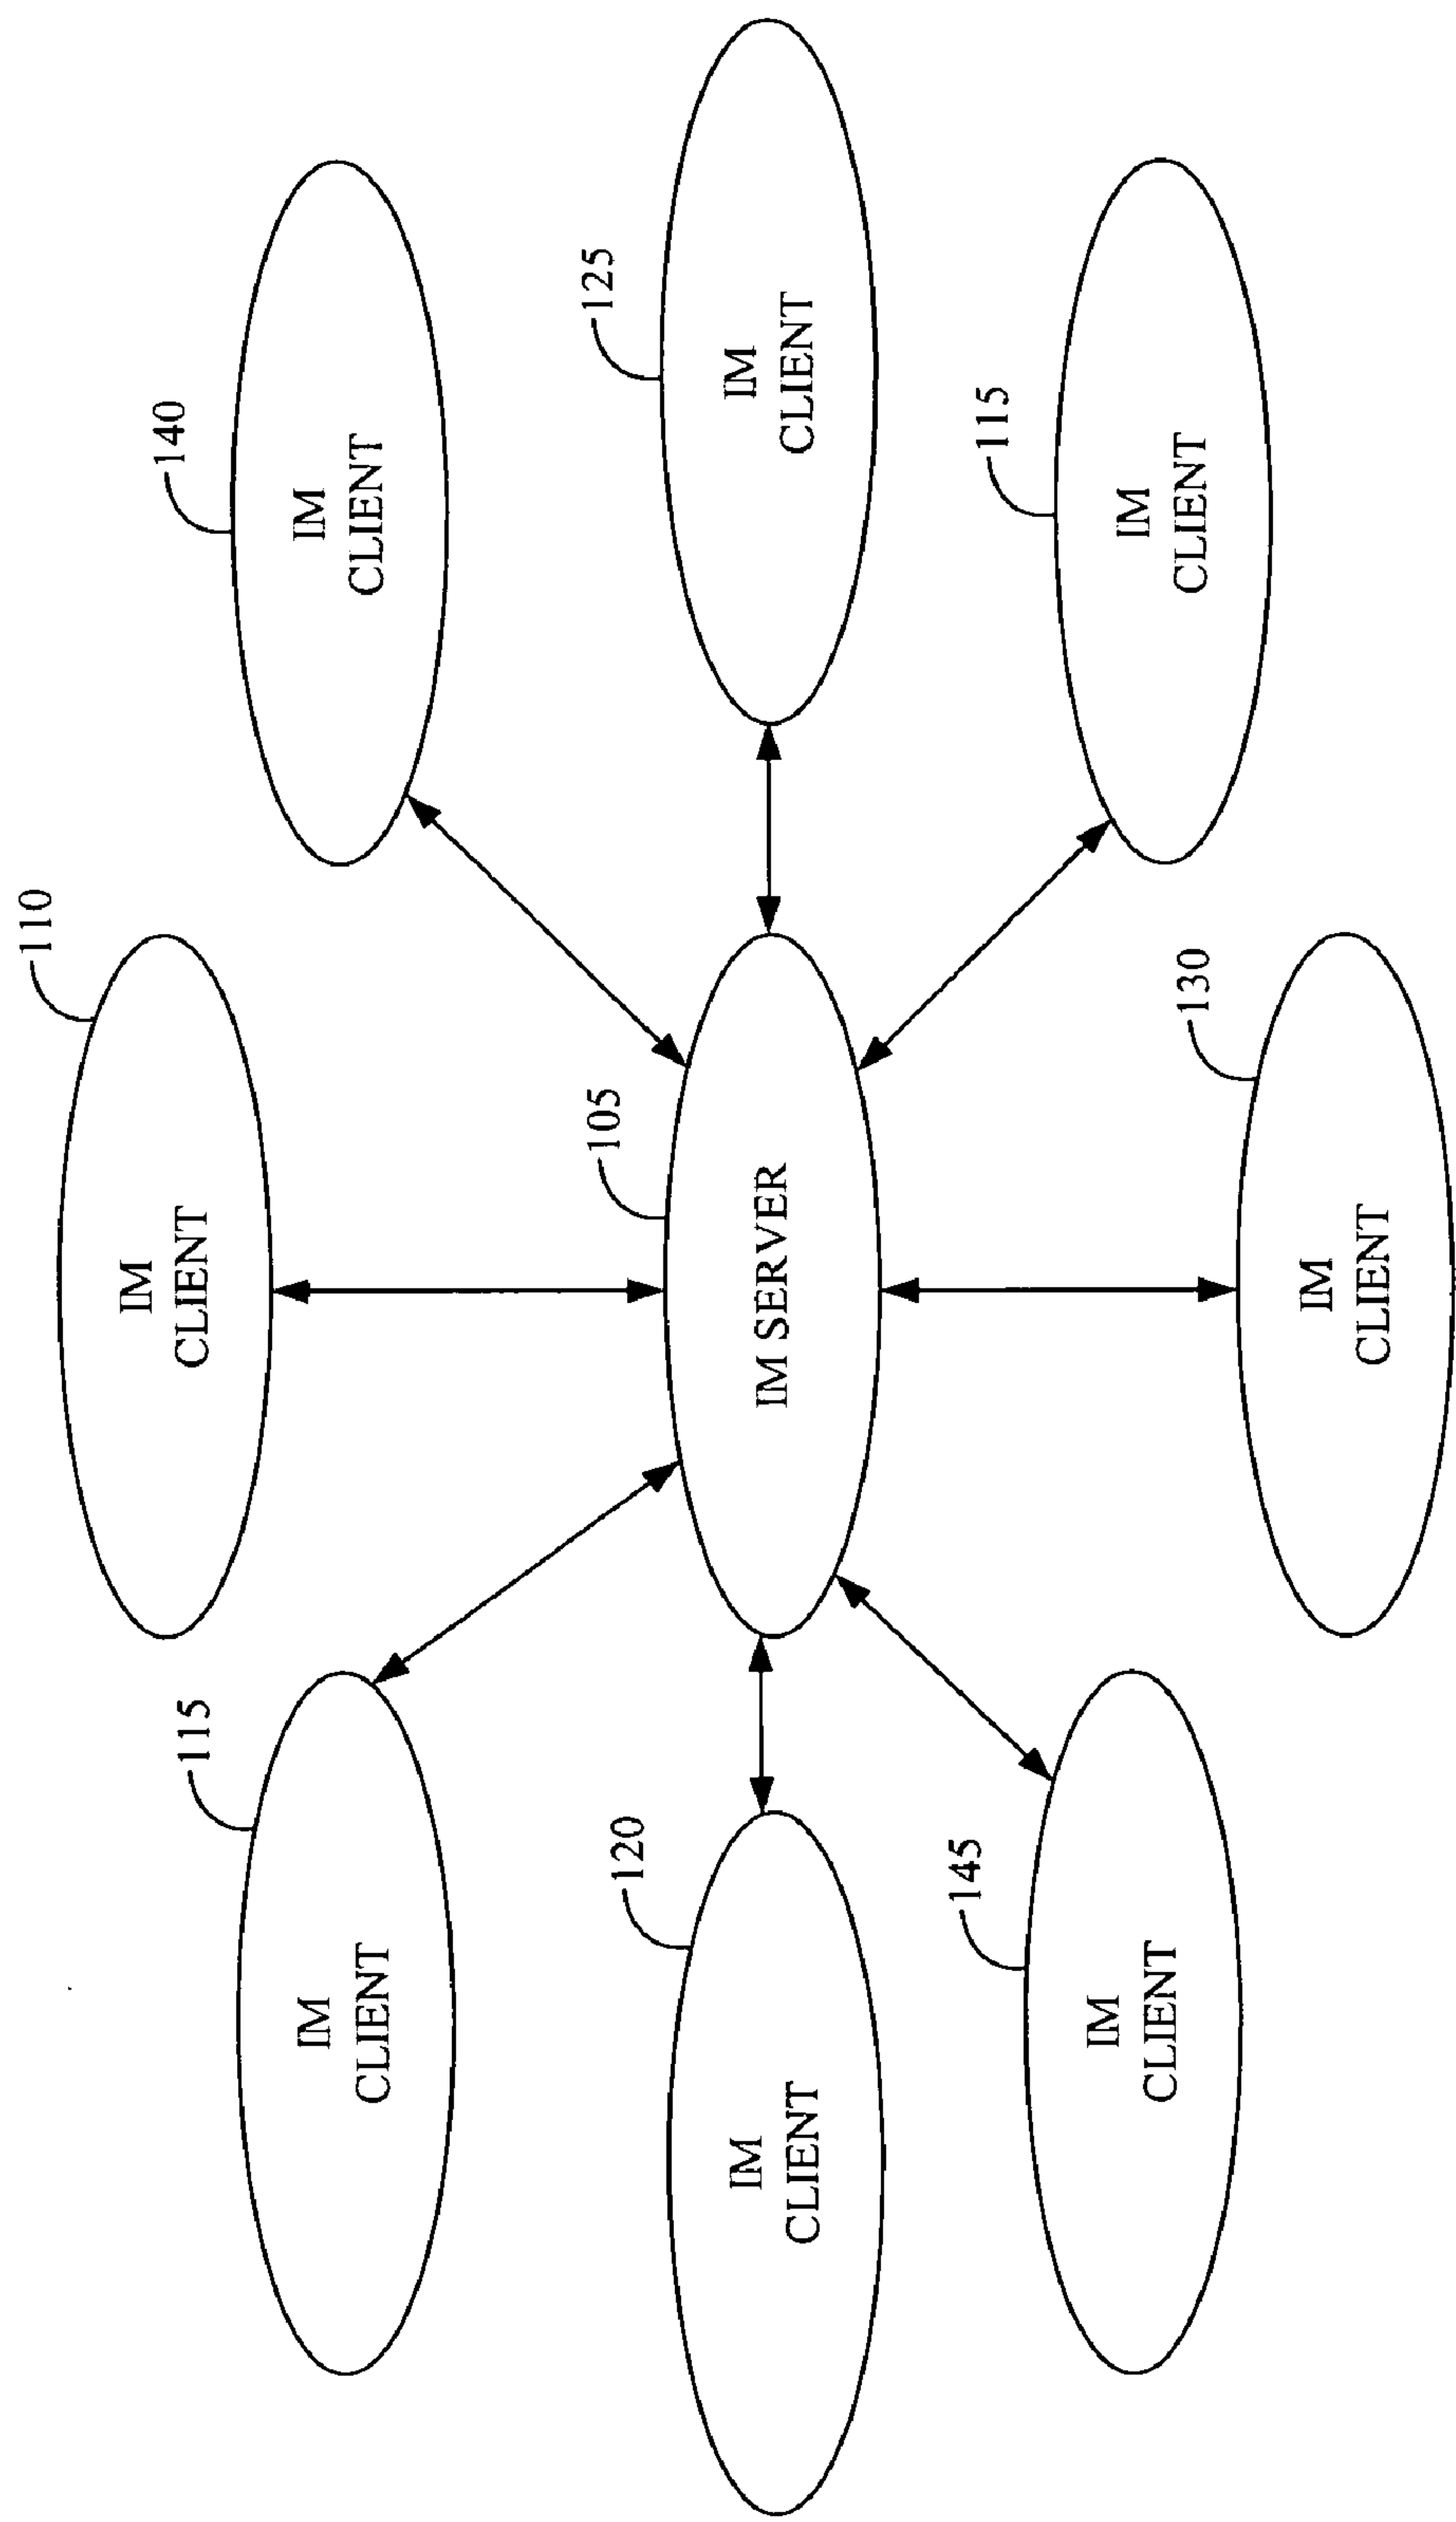 110
IM
CLIENT
115
IM
CLIENT
140
IM
CLIENT
120
IM
CLIENT
105
IM SERVER
125
IM
CLIENT
145
IM
CLIENT
130
IM
CLIENT
115
IM
CLIENT